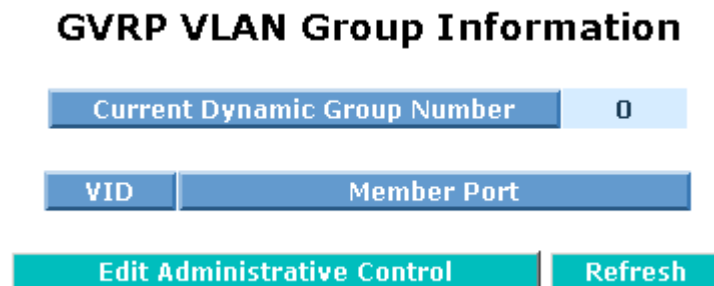 GVRP VLAN Group Information
Current Dynamic Group Number 0
VID Member Port
Edit Administrative Control Refresh